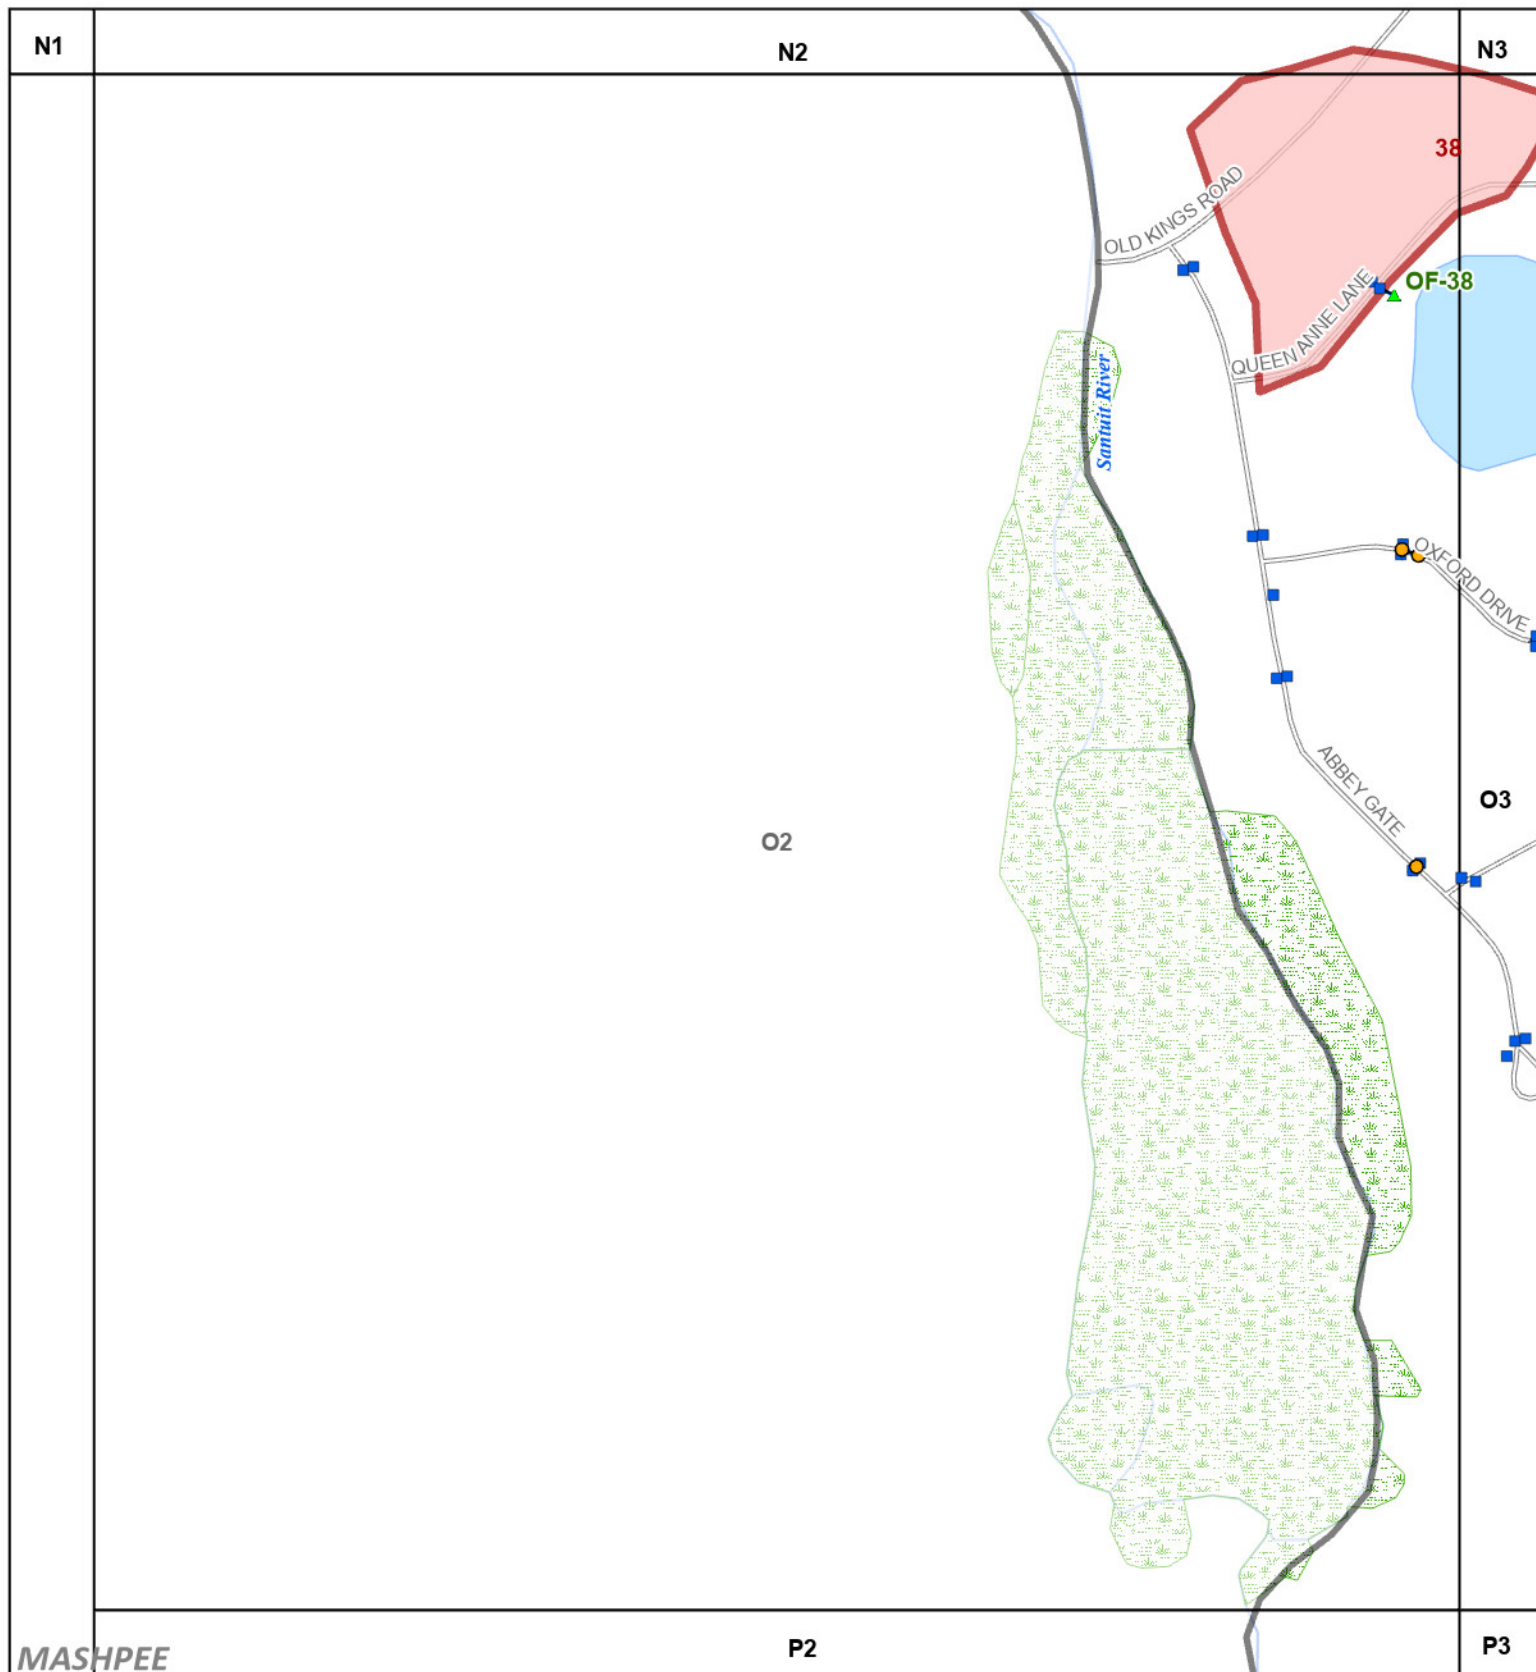 N1
N2
N3
38
OLD KINGS ROAD
OF-38
QUEEN ANNE LANE
Santuit River
OXFORD DRIVE
ABBEY GATE
O3
O2
P2
P3
MASHPEE